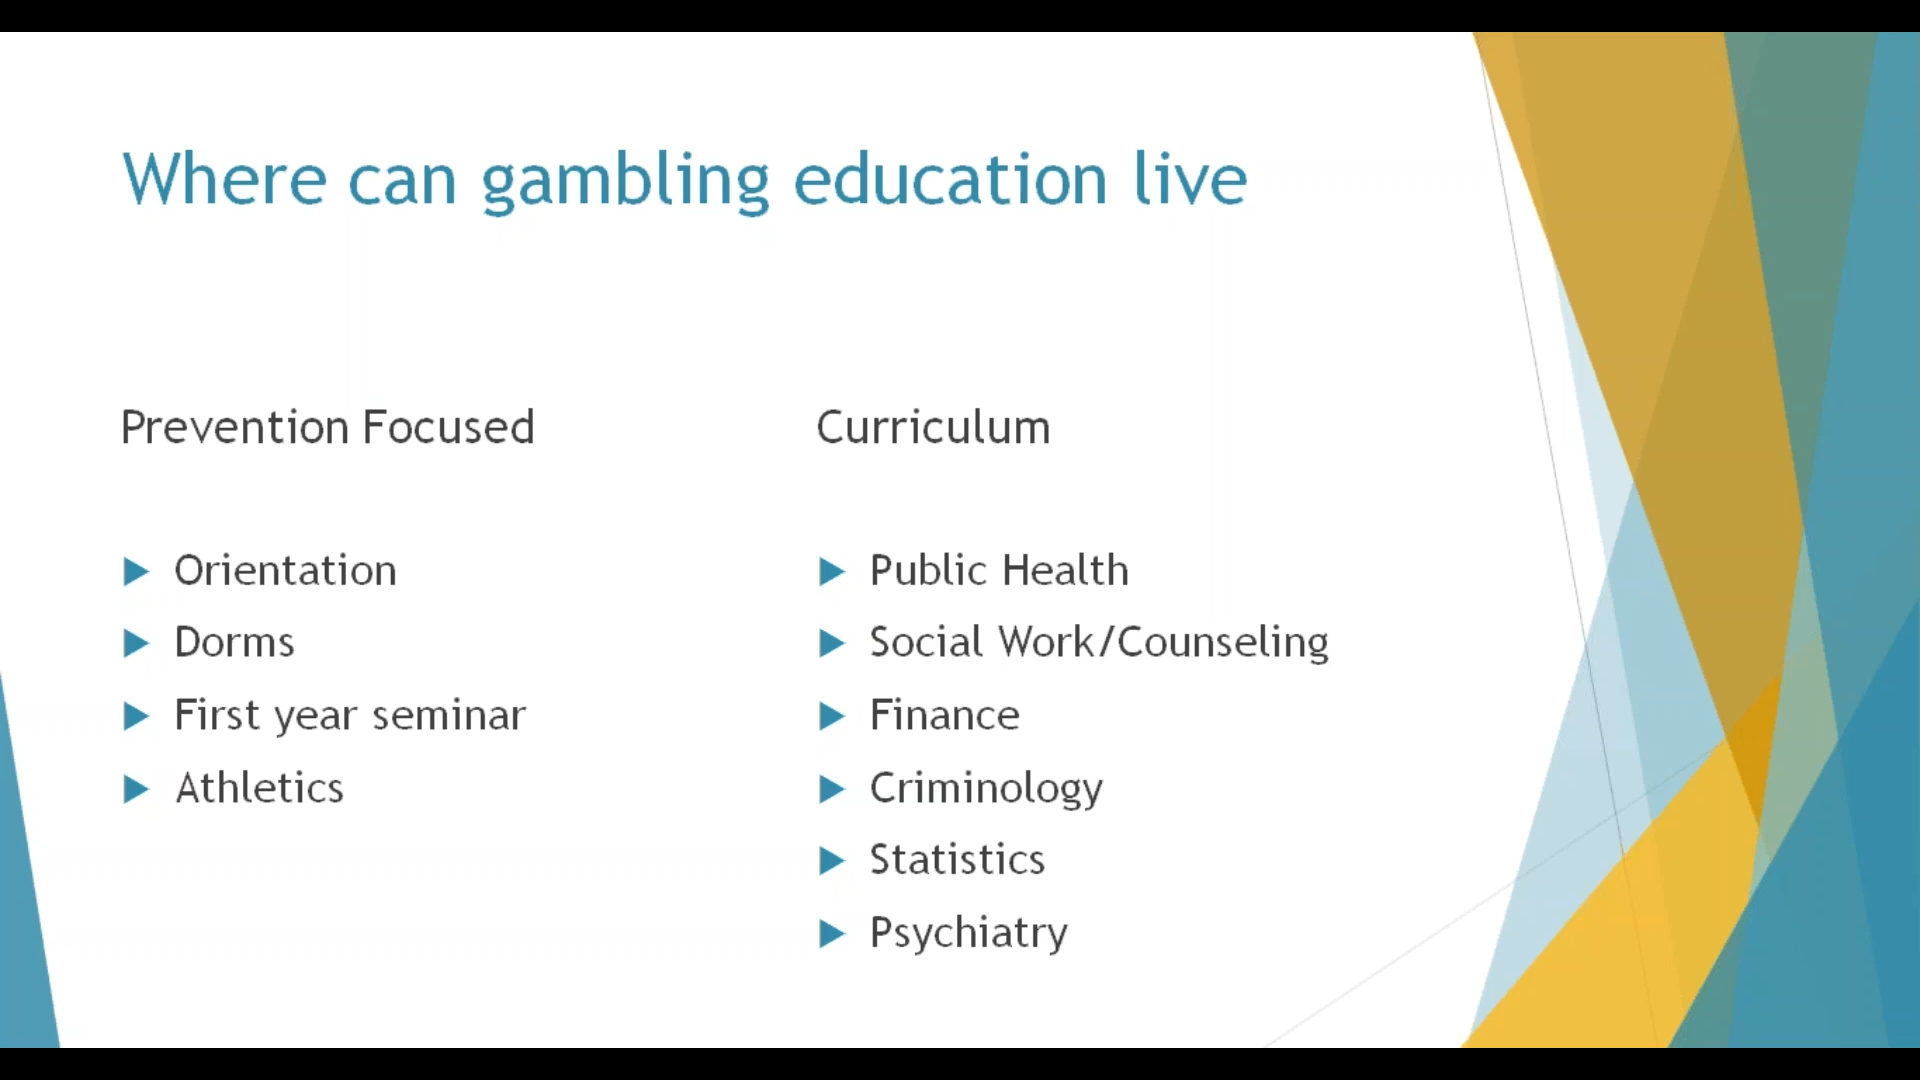 Where can gambling education live
Prevention Focused
Orientation
Dorms
First year seminar
Athletics
Curriculum
Public Health
Social Work/Counseling
Finance
Criminology
Statistics
Psychiatry